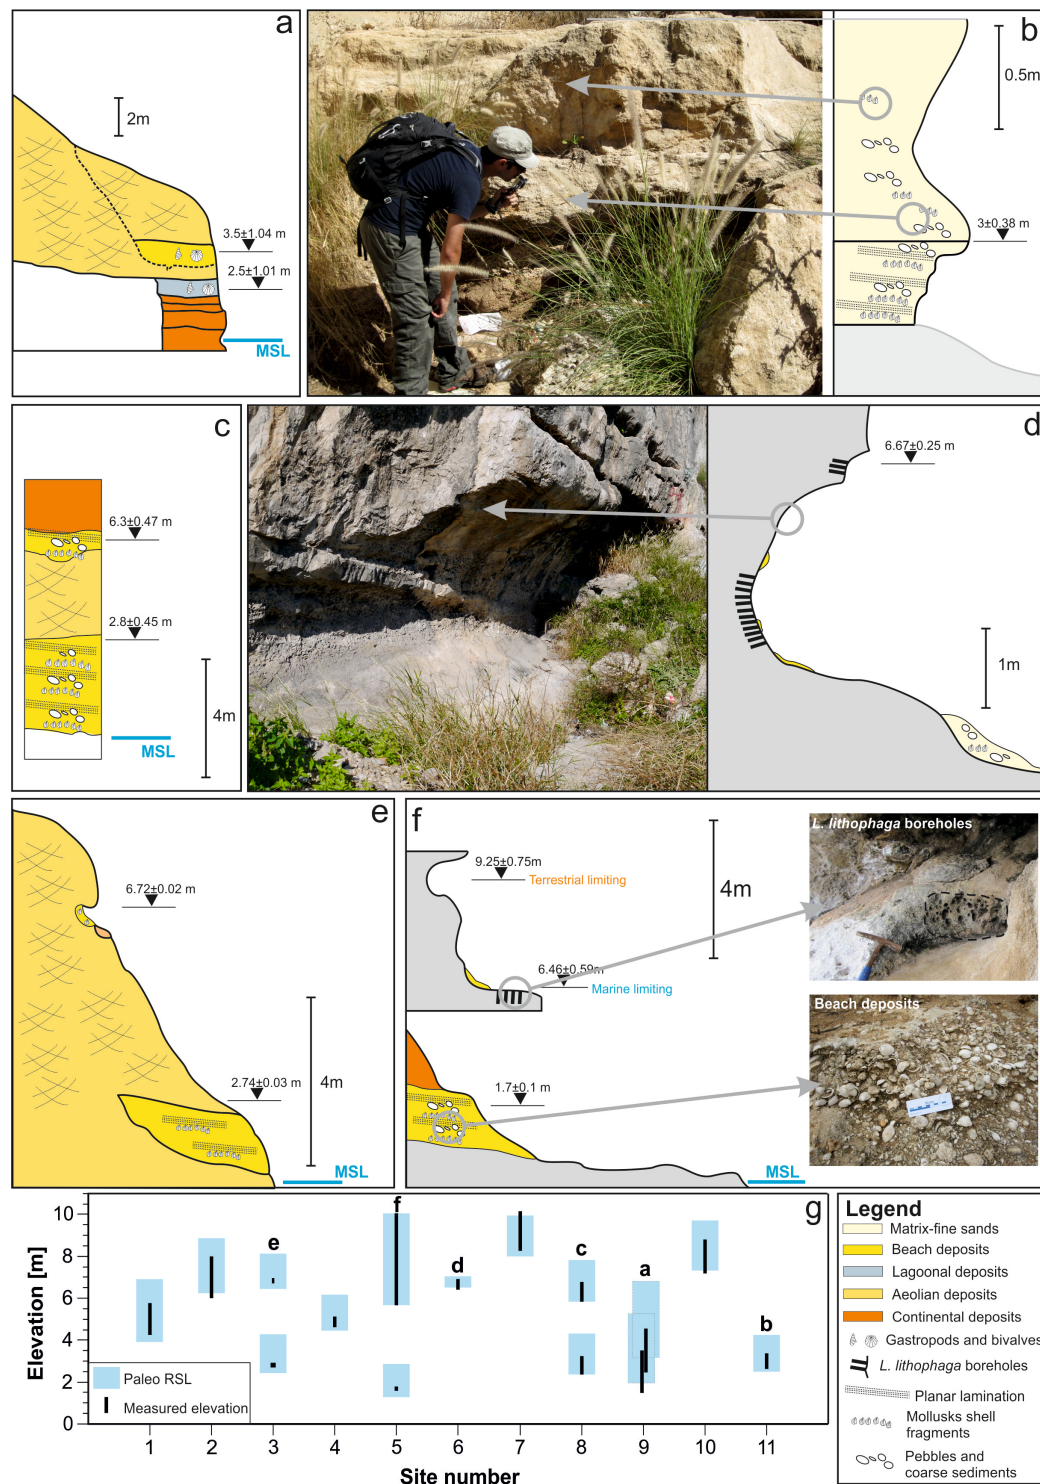 a
2m
3.5±1.04 m
2.5±1.01 m
MSL
b
0.5m
3±0.38 m
c
6.3±0.47 m
2.8±0.45 m
4m
MSL
d
6.67±0.25 m
1m
e
6.72±0.02 m
2.74±0.03 m
4m
MSL
f
9.25±0.75m
Terrestrial limiting
4m
6.46±0.59m
Marine limiting
1.7±0.1 m
MSL
L. lithophaga boreholes
Beach deposits
g
Elevation [m]
10
8
6
4
2
0
e
f
d
c
a
b
Paleo RSL
Measured elevation
1 2 3 4 5 6 7 8 9 10 11
Site number
Legend
Matrix-fine sands
Beach deposits
Lagoonal deposits
Aeolian deposits
Continental deposits
Gastropods and bivalves
L. lithophaga boreholes
Planar lamination
Mollusks shell
fragments
Pebbles and
coarse sediments